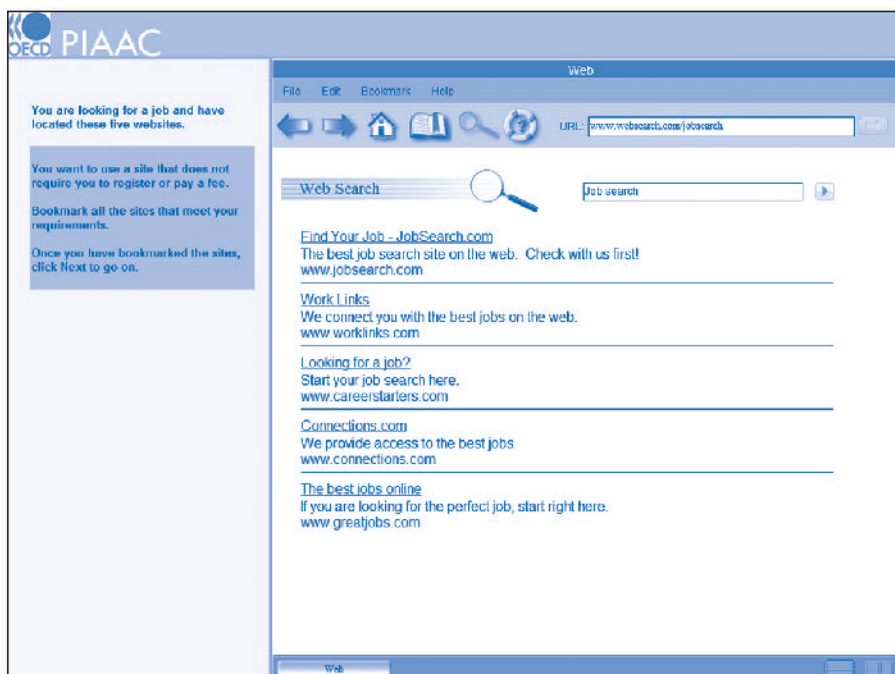 OECD PIAAC
You are looking for a job and have
located these five websites.
You want to use a site that does not
require you to register or pay a fee.
Bookmark all the sites that meet your
requirements.
Once you have bookmarked the sites,
click Next to go on.
Web
File Edit Bookmark Help
URL: www.websearch.com/jobsearch
Web Search
Job search
Find Your Job - JobSearch.com
The best job search site on the web. Check with us first!
www.jobsearch.com
Work Links
We connect you with the best jobs on the web.
www.worklinks.com
Looking for a job?
Start your job search here.
www.careerstarters.com
Connections.com
We provide access to the best jobs
www.connections.com
The best jobs online
If you are looking for the perfect job, start right here.
www.greatjobs.com
Web